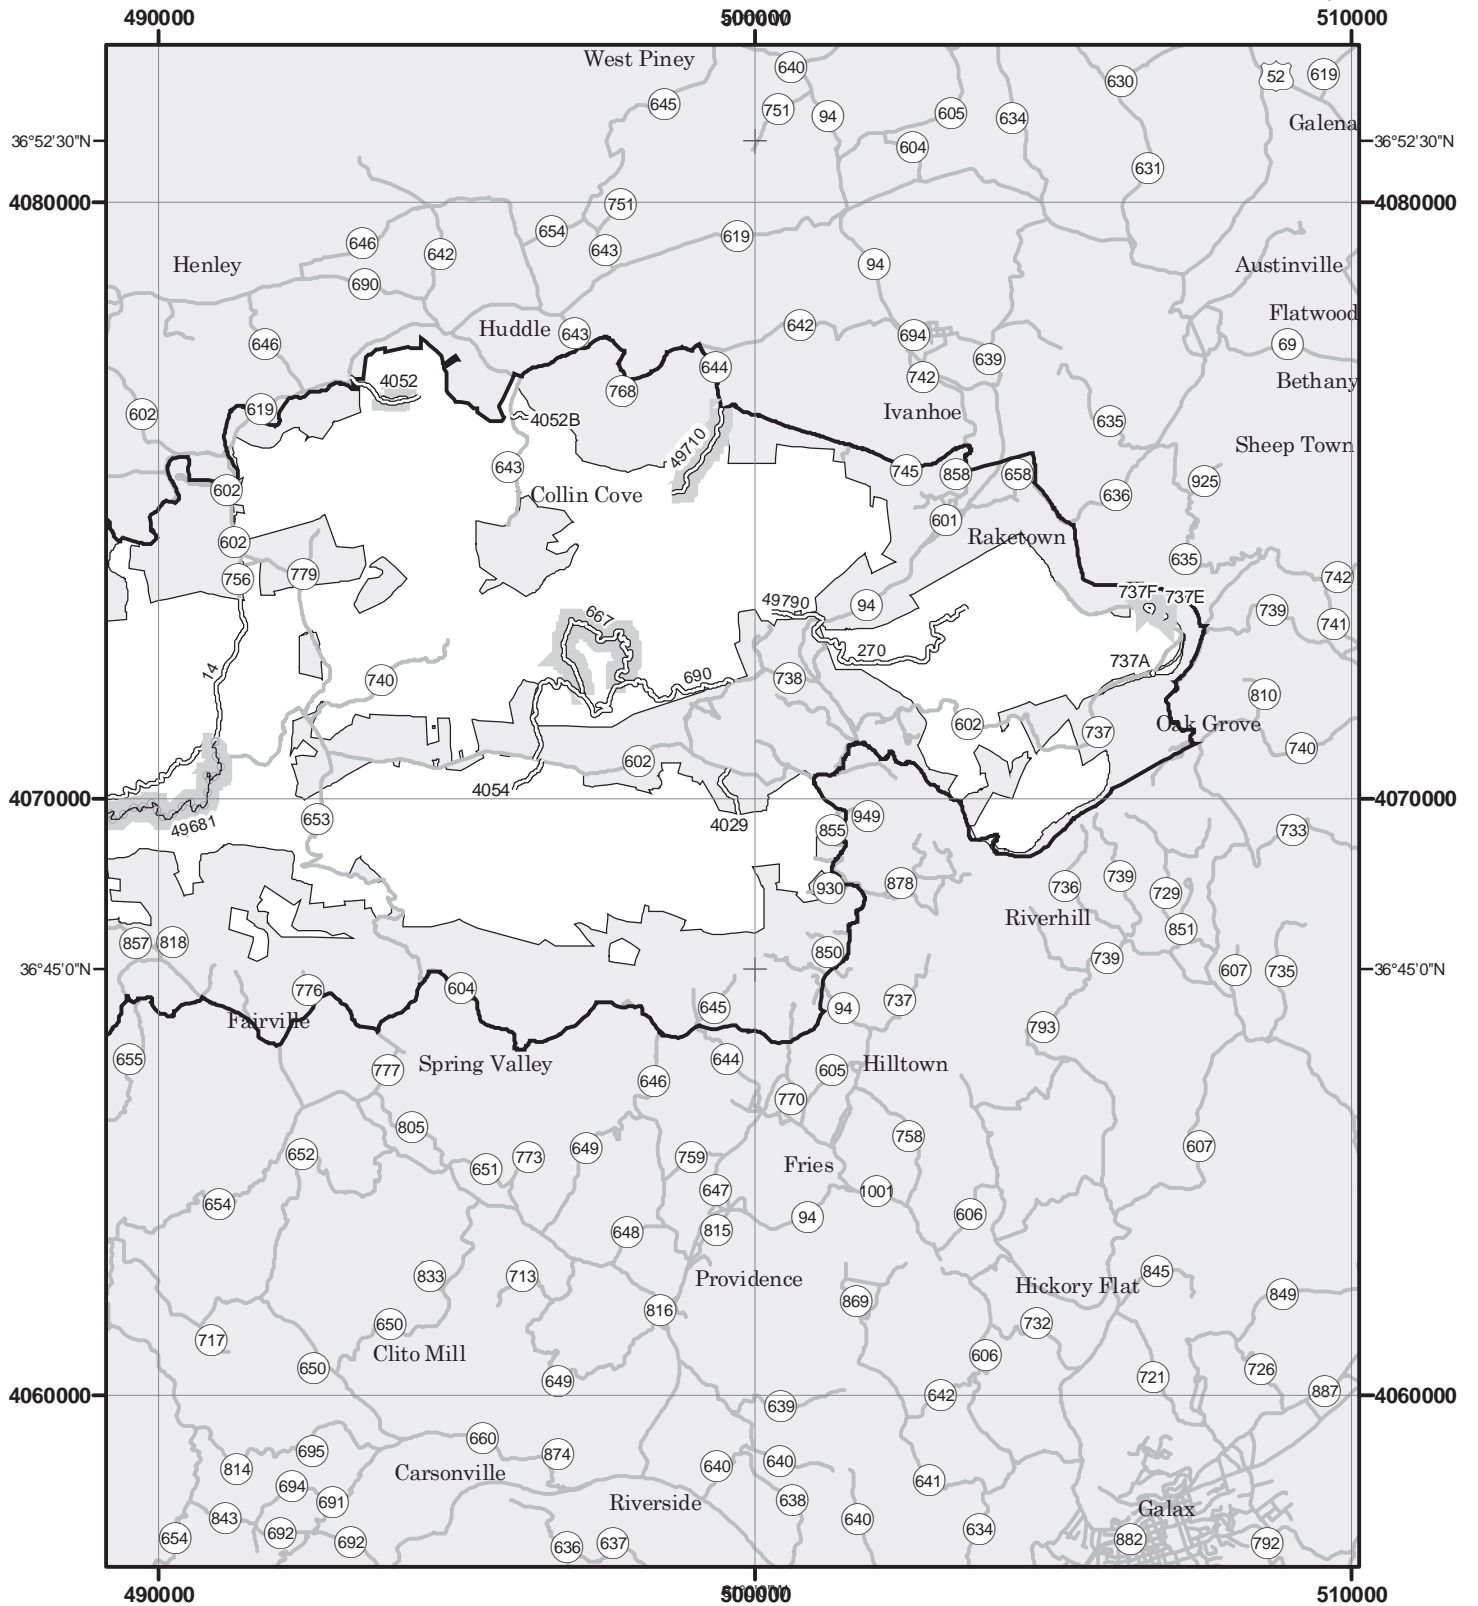 490000 500000 510000
West Piney
640
52 619
630
645
751 94 605 634
Galena
36°52'30"N 36°52'30"N
604
631
4080000 751 4080000
654 619
646 642 643
Henley 94 Austinville
690
Flatwood
Huddle 643 642 694
646 69
639
644
4052 742 Bethany
768
602 619 Ivanhoe
4052B 635
49710 Sheep Town
643 745 858 658
925
602 Collin Cove 636
601
602 Raketown
635
756 779 742
737F 737E
49790 94
667 739
741
270
14 737A
740 690 738
810
602 737 Oak Grove
740
602
4054
4070000 4070000
653 49681 4029 855 949
733
930 878 736 739
729
Riverhill
857 818 851
850 739
36°45'0"N 607 735 36°45'0"N
776 604
645 94 737
Fairville 793
655
777 Spring Valley 644 605 Hilltown
646
770
805 758
652 773 649 759 607
651 Fries
647 1001
654 94 606
648 815
833 713 Providence 845
Hickory Flat
869 849
816
650 732
717
Clito Mill 606
650 726
649 721
4060000 642 887 4060000
639
660
695 874
814 Carsonville 640 640
641
694
691 Riverside 638
843 Galax
640
692 634
654 692 636 637 882 792
490000 500000 510000